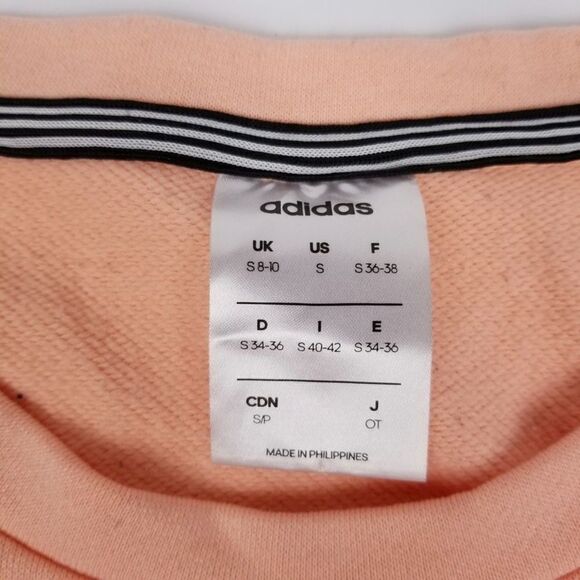 adidas
UK US F
S 8-10 S S 36-38
D I E
S 34-36 S 40-42 S 34-36
CDN J
S/P OT
MADE IN PHILIPPINES